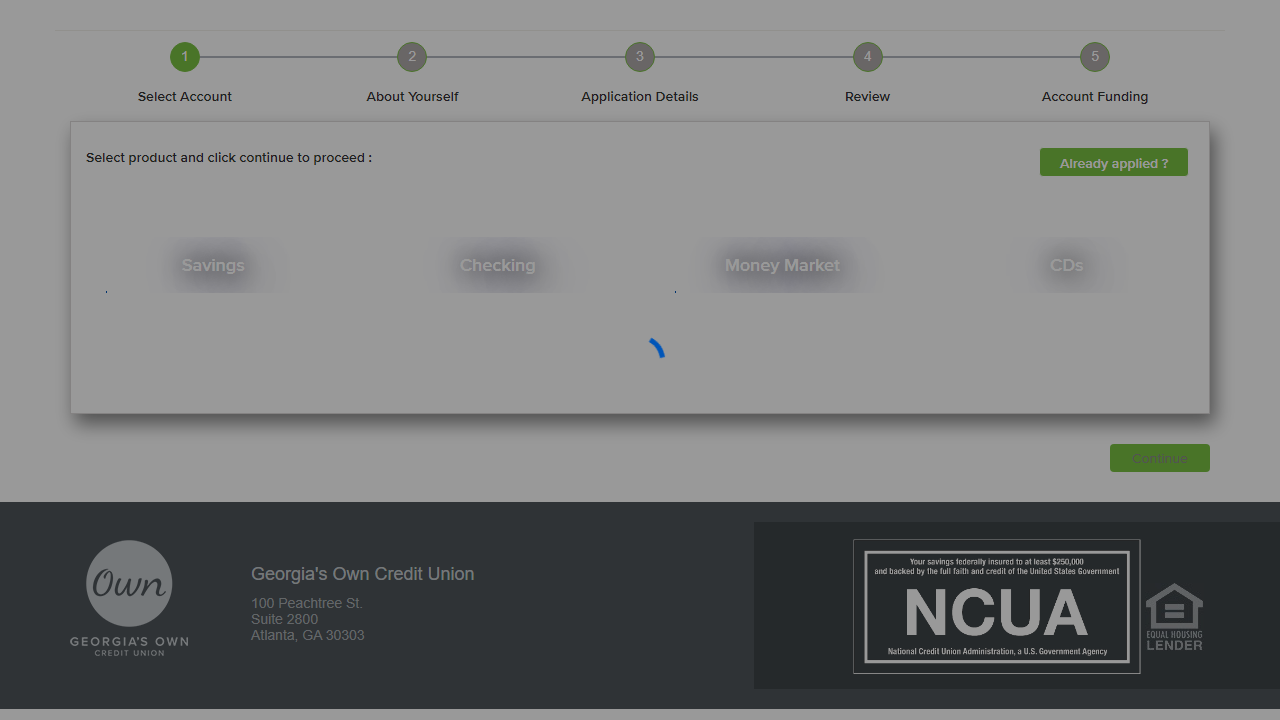 1 2 3 4 5
Select Account About Yourself Application Details Review Account Funding
Select product and click continue to proceed :
Already applied ?
Savings Checking Money Market CDs
Continue
Own
GEORGIA'S OWN
CREDIT UNION
Georgia's Own Credit Union
100 Peachtree St.
Suite 2800
Atlanta, GA 30303
Your savings federally insured to at least $250,000
and backed by the full faith and credit of the United States Government
NCUA
National Credit Union Administration, a U.S. Government Agency
EQUAL HOUSING
LENDER